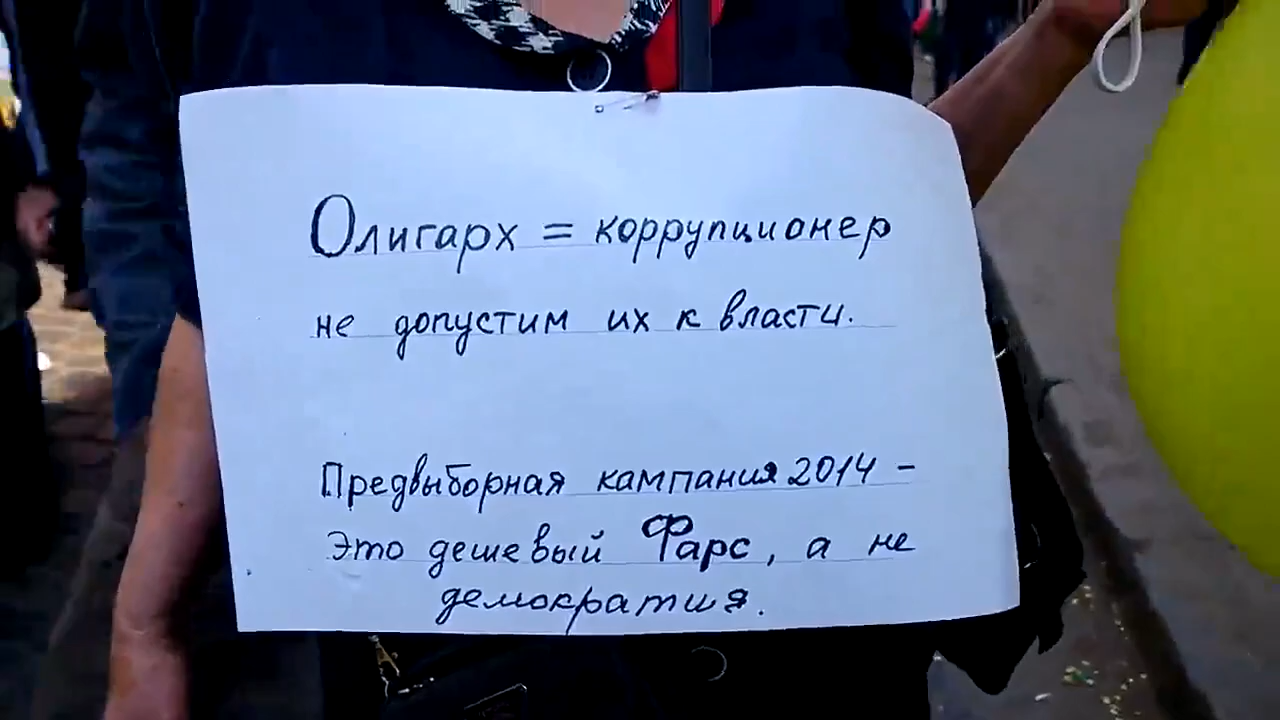 Олигарх = коррупционер
не допустим их к власти.
Предвыборная кампания 2014 -
Это дешевый Фарс, а не
демократия.